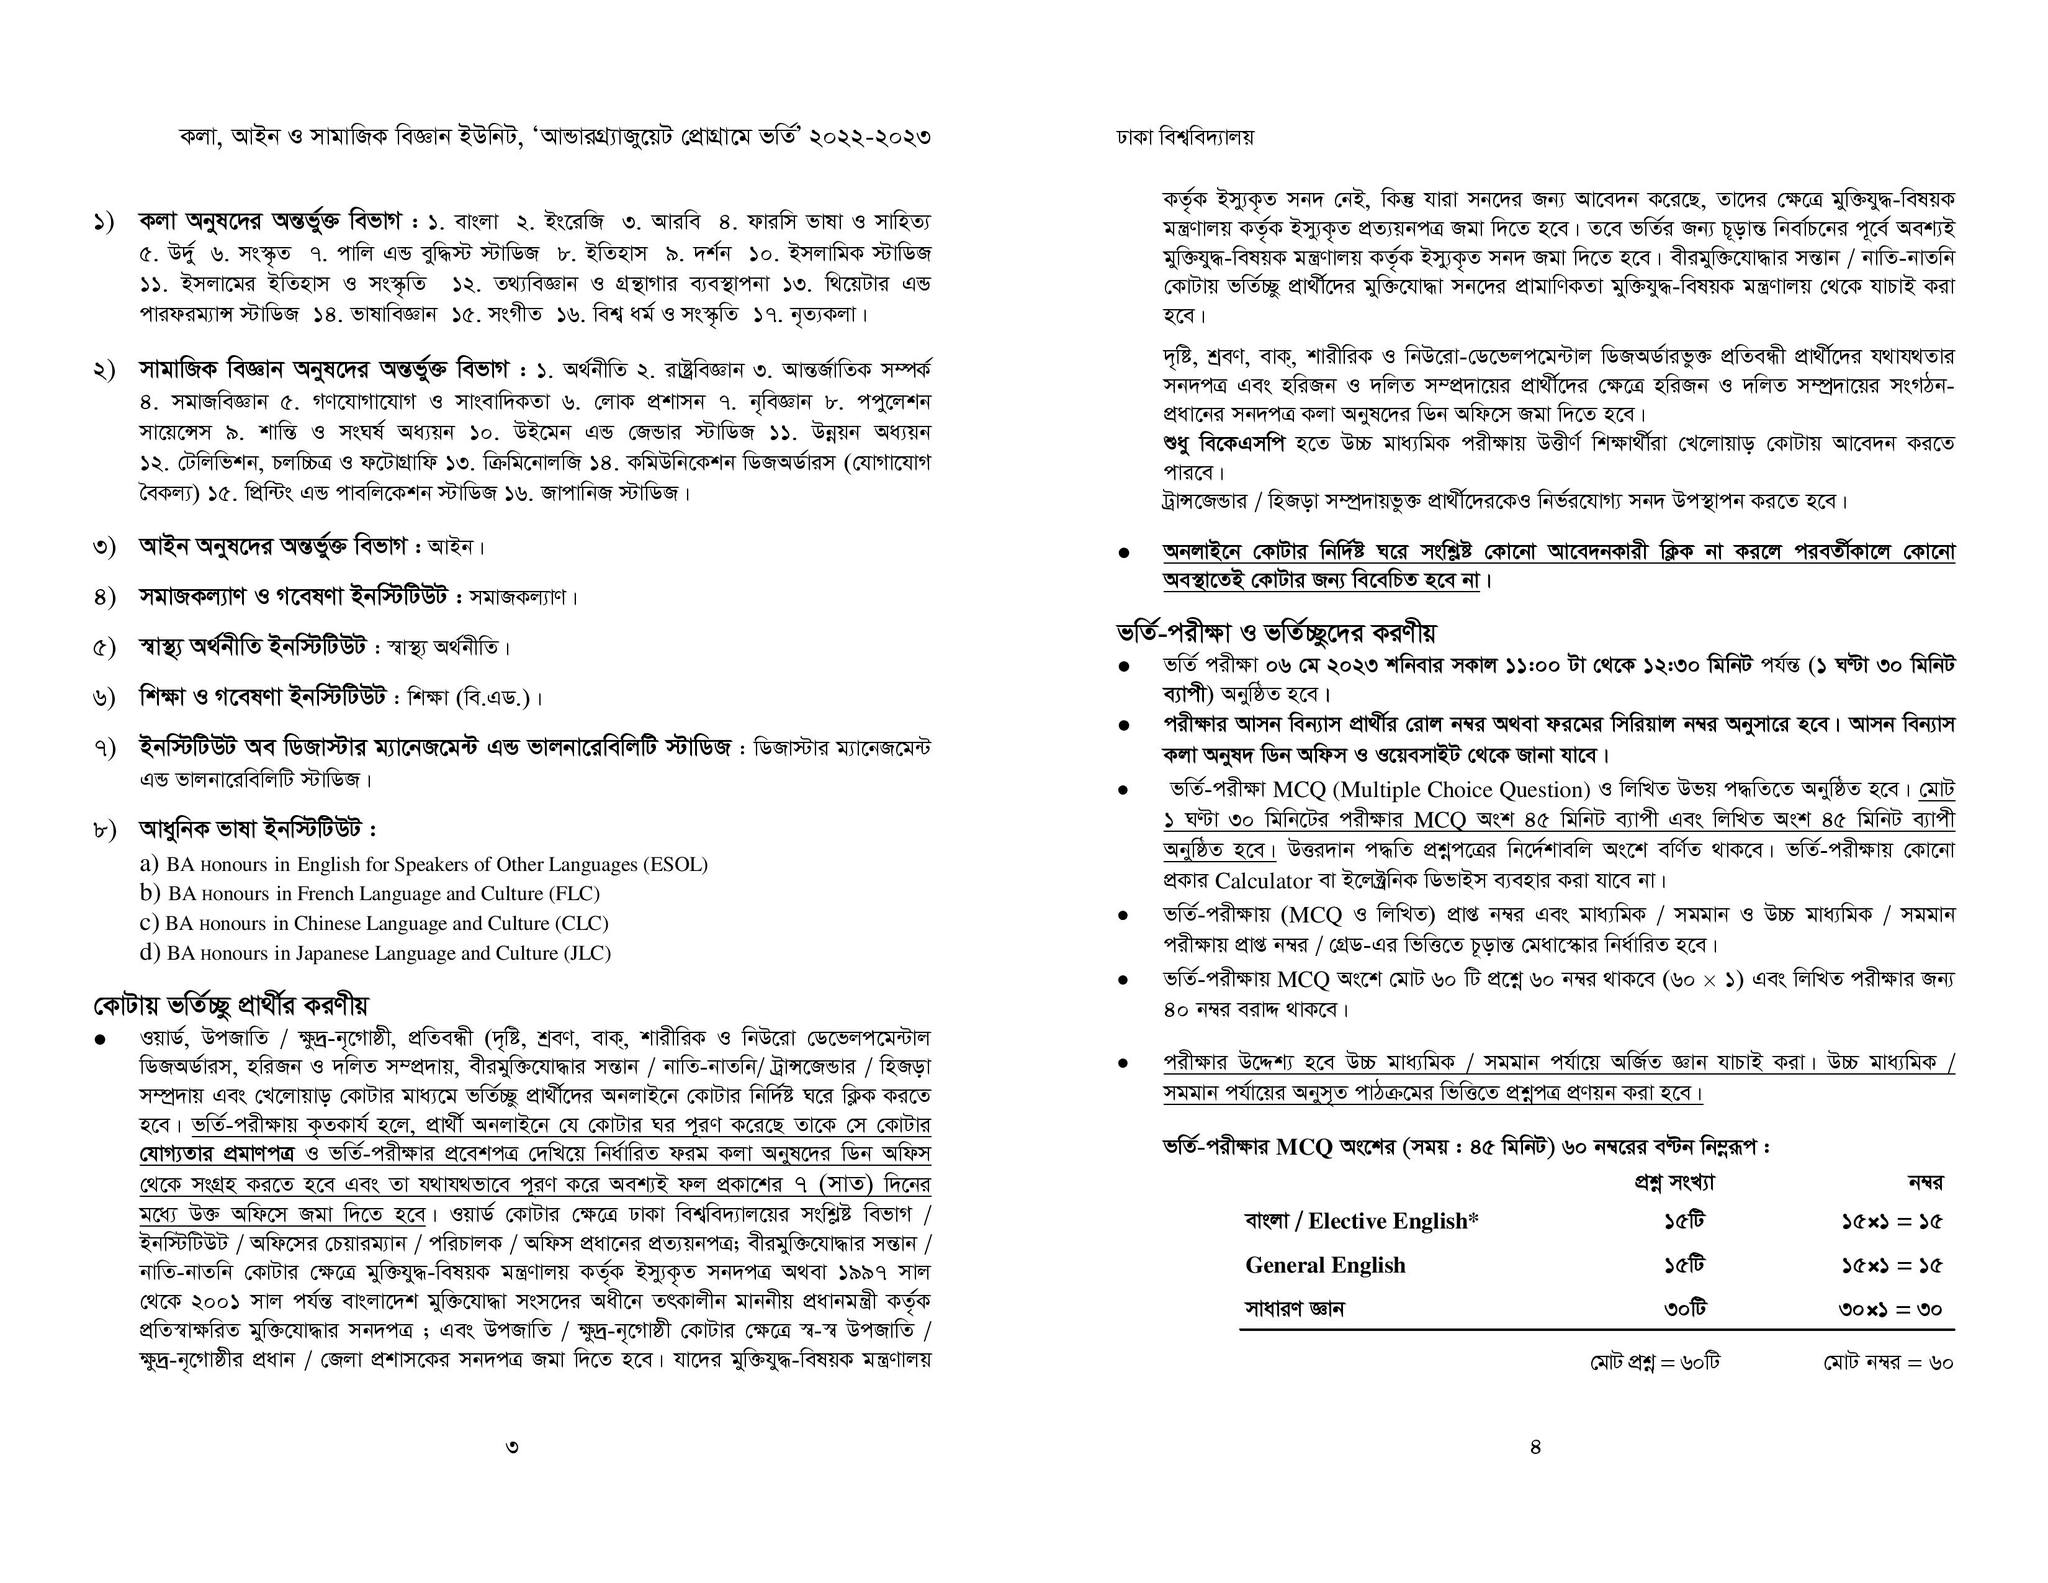 কলা, আইন ও সামাজিক বিজ্ঞান ইউনিট, ‘আন্ডারগ্র্যাজুয়েট প্রোগ্রামে ভর্তি’ ২০২২-২০২৩
১) কলা অনুষদের অন্তর্ভুক্ত বিভাগ : ১. বাংলা ২. ইংরেজি ৩. আরবি ৪. ফারসি ভাষা ও সাহিত্য
৫. উর্দু ৬. সংস্কৃত ৭. পালি এন্ড বুদ্ধিস্ট স্টাডিজ ৮. ইতিহাস ৯. দর্শন ১০. ইসলামিক স্টাডিজ
১১. ইসলামের ইতিহাস ও সংস্কৃতি ১২. তথ্যবিজ্ঞান ও গ্রন্থাগার ব্যবস্থাপনা ১৩. থিয়েটার এন্ড
পারফরম্যান্স স্টাডিজ ১৪. ভাষাবিজ্ঞান ১৫. সংগীত ১৬. বিশ্ব ধর্ম ও সংস্কৃতি ১৭. নৃত্যকলা।
২) সামাজিক বিজ্ঞান অনুষদের অন্তর্ভুক্ত বিভাগ : ১. অর্থনীতি ২. রাষ্ট্রবিজ্ঞান ৩. আন্তর্জাতিক সম্পর্ক
৪. সমাজবিজ্ঞান ৫. গণযোগাযোগ ও সাংবাদিকতা ৬. লোক প্রশাসন ৭. নৃবিজ্ঞান ৮. পপুলেশন
সায়েন্সেস ৯. শান্তি ও সংঘর্ষ অধ্যয়ন ১০. উইমেন এন্ড জেন্ডার স্টাডিজ ১১. উন্নয়ন অধ্যয়ন
১২. টেলিভিশন, চলচ্চিত্র ও ফটোগ্রাফি ১৩. ক্রিমিনোলজি ১৪. কমিউনিকেশন ডিজঅর্ডারস (যোগাযোগ
বৈকল্য) ১৫. প্রিন্টিং এন্ড পাবলিকেশন স্টাডিজ ১৬. জাপানিজ স্টাডিজ।
৩) আইন অনুষদের অন্তর্ভুক্ত বিভাগ : আইন।
৪) সমাজকল্যাণ ও গবেষণা ইনস্টিটিউট : সমাজকল্যাণ।
৫) স্বাস্থ্য অর্থনীতি ইনস্টিটিউট : স্বাস্থ্য অর্থনীতি।
৬) শিক্ষা ও গবেষণা ইনস্টিটিউট : শিক্ষা (বি.এড.)।
৭) ইনস্টিটিউট অব ডিজাস্টার ম্যানেজমেন্ট এন্ড ভালনারেবিলিটি স্টাডিজ : ডিজাস্টার ম্যানেজমেন্ট
এন্ড ভালনারেবিলিটি স্টাডিজ।
৮) আধুনিক ভাষা ইনস্টিটিউট :
a) BA Honours in English for Speakers of Other Languages (ESOL)
b) BA Honours in French Language and Culture (FLC)
c) BA Honours in Chinese Language and Culture (CLC)
d) BA Honours in Japanese Language and Culture (JLC)
কোটায় ভর্তিচ্ছু প্রার্থীর করণীয়
● ওয়ার্ড, উপজাতি / ক্ষুদ্র-নৃগোষ্ঠী, প্রতিবন্ধী (দৃষ্টি, শ্রবণ, বাক্, শারীরিক ও নিউরো ডেভেলপমেন্টাল
ডিজঅর্ডারস, হরিজন ও দলিত সম্প্রদায়, বীরমুক্তিযোদ্ধার সন্তান / নাতি-নাতনি/ ট্রান্সজেন্ডার / হিজড়া
সম্প্রদায় এবং খেলোয়াড় কোটার মাধ্যমে ভর্তিচ্ছু প্রার্থীদের অনলাইনে কোটার নির্দিষ্ট ঘরে ক্লিক করতে
হবে। ভর্তি-পরীক্ষায় কৃতকার্য হলে, প্রার্থী অনলাইনে যে কোটার ঘর পূরণ করেছে তাকে সে কোটার
যোগ্যতার প্রমাণপত্র ও ভর্তি-পরীক্ষার প্রবেশপত্র দেখিয়ে নির্ধারিত ফরম কলা অনুষদের ডিন অফিস
থেকে সংগ্রহ করতে হবে এবং তা যথাযথভাবে পূরণ করে অবশ্যই ফল প্রকাশের ৭ (সাত) দিনের
মধ্যে উক্ত অফিসে জমা দিতে হবে। ওয়ার্ড কোটার ক্ষেত্রে ঢাকা বিশ্ববিদ্যালয়ের সংশ্লিষ্ট বিভাগ /
ইনস্টিটিউট / অফিসের চেয়ারম্যান / পরিচালক / অফিস প্রধানের প্রত্যয়নপত্র; বীরমুক্তিযোদ্ধার সন্তান /
নাতি-নাতনি কোটার ক্ষেত্রে মুক্তিযুদ্ধ-বিষয়ক মন্ত্রণালয় কর্তৃক ইস্যুকৃত সনদপত্র অথবা ১৯৯৭ সাল
থেকে ২০০১ সাল পর্যন্ত বাংলাদেশ মুক্তিযোদ্ধা সংসদের অধীনে তৎকালীন মাননীয় প্রধানমন্ত্রী কর্তৃক
প্রতিস্বাক্ষরিত মুক্তিযোদ্ধার সনদপত্র ; এবং উপজাতি / ক্ষুদ্র-নৃগোষ্ঠী কোটার ক্ষেত্রে স্ব-স্ব উপজাতি /
ক্ষুদ্র-নৃগোষ্ঠীর প্রধান / জেলা প্রশাসকের সনদপত্র জমা দিতে হবে। যাদের মুক্তিযুদ্ধ-বিষয়ক মন্ত্রণালয়
৩
ঢাকা বিশ্ববিদ্যালয়
কর্তৃক ইস্যুকৃত সনদ নেই, কিন্তু যারা সনদের জন্য আবেদন করেছে, তাদের ক্ষেত্রে মুক্তিযুদ্ধ-বিষয়ক
মন্ত্রণালয় কর্তৃক ইস্যুকৃত প্রত্যয়নপত্র জমা দিতে হবে। তবে ভর্তির জন্য চূড়ান্ত নির্বাচনের পূর্বে অবশ্যই
মুক্তিযুদ্ধ-বিষয়ক মন্ত্রণালয় কর্তৃক ইস্যুকৃত সনদ জমা দিতে হবে। বীরমুক্তিযোদ্ধার সন্তান / নাতি-নাতনি
কোটায় ভর্তিচ্ছু প্রার্থীদের মুক্তিযোদ্ধা সনদের প্রামাণিকতা মুক্তিযুদ্ধ-বিষয়ক মন্ত্রণালয় থেকে যাচাই করা
হবে।
দৃষ্টি, শ্রবণ, বাক্, শারীরিক ও নিউরো-ডেভেলপমেন্টাল ডিজঅর্ডারভুক্ত প্রতিবন্ধী প্রার্থীদের যথাযথতার
সনদপত্র এবং হরিজন ও দলিত সম্প্রদায়ের প্রার্থীদের ক্ষেত্রে হরিজন ও দলিত সম্প্রদায়ের সংগঠন-
প্রধানের সনদপত্র কলা অনুষদের ডিন অফিসে জমা দিতে হবে।
শুধু বিকেএসপি হতে উচ্চ মাধ্যমিক পরীক্ষায় উত্তীর্ণ শিক্ষার্থীরা খেলোয়াড় কোটায় আবেদন করতে
পারবে।
ট্রান্সজেন্ডার / হিজড়া সম্প্রদায়ভুক্ত প্রার্থীদেরকেও নির্ভরযোগ্য সনদ উপস্থাপন করতে হবে।
● অনলাইনে কোটার নির্দিষ্ট ঘরে সংশ্লিষ্ট কোনো আবেদনকারী ক্লিক না করলে পরবর্তীকালে কোনো
অবস্থাতেই কোটার জন্য বিবেচিত হবে না।
ভর্তি-পরীক্ষা ও ভর্তিচ্ছুদের করণীয়
● ভর্তি পরীক্ষা ০৬ মে ২০২৩ শনিবার সকাল ১১:০০ টা থেকে ১২:৩০ মিনিট পর্যন্ত (১ ঘণ্টা ৩০ মিনিট
ব্যাপী) অনুষ্ঠিত হবে।
● পরীক্ষার আসন বিন্যাস প্রার্থীর রোল নম্বর অথবা ফরমের সিরিয়াল নম্বর অনুসারে হবে। আসন বিন্যাস
কলা অনুষদ ডিন অফিস ও ওয়েবসাইট থেকে জানা যাবে।
● ভর্তি-পরীক্ষা MCQ (Multiple Choice Question) ও লিখিত উভয় পদ্ধতিতে অনুষ্ঠিত হবে। মোট
১ ঘণ্টা ৩০ মিনিটের পরীক্ষার MCQ অংশ ৪৫ মিনিট ব্যাপী এবং লিখিত অংশ ৪৫ মিনিট ব্যাপী
অনুষ্ঠিত হবে। উত্তরদান পদ্ধতি প্রশ্নপত্রের নির্দেশাবলি অংশে বর্ণিত থাকবে। ভর্তি-পরীক্ষায় কোনো
প্রকার Calculator বা ইলেক্ট্রনিক ডিভাইস ব্যবহার করা যাবে না।
● ভর্তি-পরীক্ষায় (MCQ ও লিখিত) প্রাপ্ত নম্বর এবং মাধ্যমিক / সমমান ও উচ্চ মাধ্যমিক / সমমান
পরীক্ষায় প্রাপ্ত নম্বর / গ্রেড-এর ভিত্তিতে চূড়ান্ত মেধাস্কোর নির্ধারিত হবে।
● ভর্তি-পরীক্ষায় MCQ অংশে মোট ৬০ টি প্রশ্নে ৬০ নম্বর থাকবে (৬০ × ১) এবং লিখিত পরীক্ষার জন্য
৪০ নম্বর বরাদ্দ থাকবে।
● পরীক্ষার উদ্দেশ্য হবে উচ্চ মাধ্যমিক / সমমান পর্যায়ে অর্জিত জ্ঞান যাচাই করা। উচ্চ মাধ্যমিক /
সমমান পর্যায়ের অনুসৃত পাঠক্রমের ভিত্তিতে প্রশ্নপত্র প্রণয়ন করা হবে।
ভর্তি-পরীক্ষার MCQ অংশের (সময় : ৪৫ মিনিট) ৬০ নম্বরের বণ্টন নিম্নরূপ :
প্রশ্ন সংখ্যা নম্বর
বাংলা / Elective English* ১৫টি ১৫×১ = ১৫
General English ১৫টি ১৫×১ = ১৫
সাধারণ জ্ঞান ৩০টি ৩০×১ = ৩০
মোট প্রশ্ন = ৬০টি মোট নম্বর = ৬০
৪